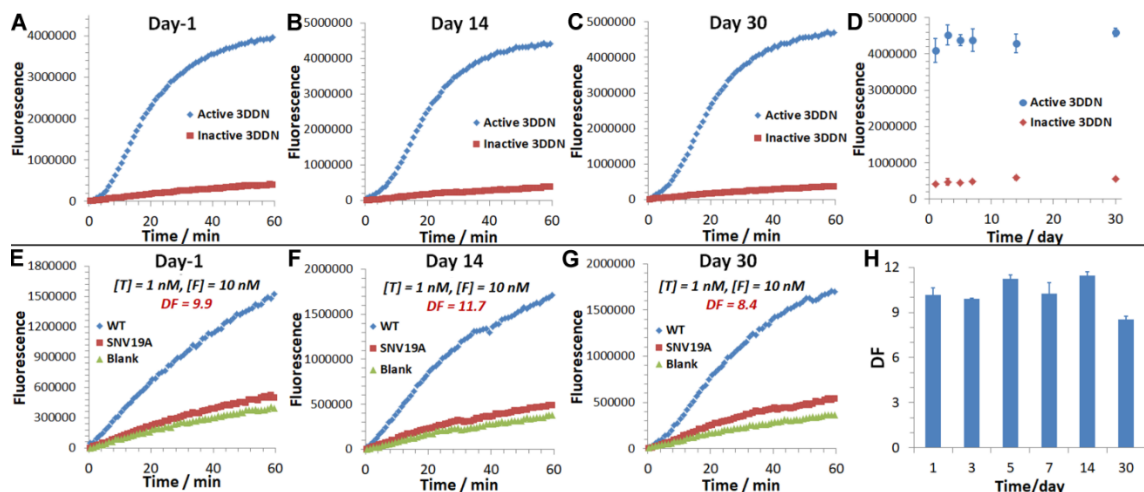 A
Day-1
Fluorescence
4000000
3000000
2000000
1000000
0
Active 3DDN
Inactive 3DDN
0 20 40 60
Time / min
B
Day 14
Fluorescence
5000000
4000000
3000000
2000000
1000000
0
Active 3DDN
Inactive 3DDN
0 20 40 60
Time / min
C
Day 30
Fluorescence
5000000
4000000
3000000
2000000
1000000
0
Active 3DDN
Inactive 3DDN
0 20 40 60
Time / min
D
Fluorescence
5000000
4000000
3000000
2000000
1000000
0
Active 3DDN
Inactive 3DDN
0 10 20 30
Time / day
E
Day-1
Fluorescence
1800000
1500000
1200000
900000
600000
300000
0
[T] = 1 nM, [F] = 10 nM
DF = 9.9
WT
SNV19A
Blank
0 20 40 60
Time / min
F
Day 14
Fluorescence
2000000
1500000
1000000
500000
0
[T] = 1 nM, [F] = 10 nM
DF = 11.7
WT
SNV19A
Blank
0 20 40 60
Time / min
G
Day 30
Fluorescence
2000000
1500000
1000000
500000
0
[T] = 1 nM, [F] = 10 nM
DF = 8.4
WT
SNV19A
Blank
0 20 40 60
Time / min
H
DF
12
9
6
3
0
1 3 5 7 14 30
Time/day